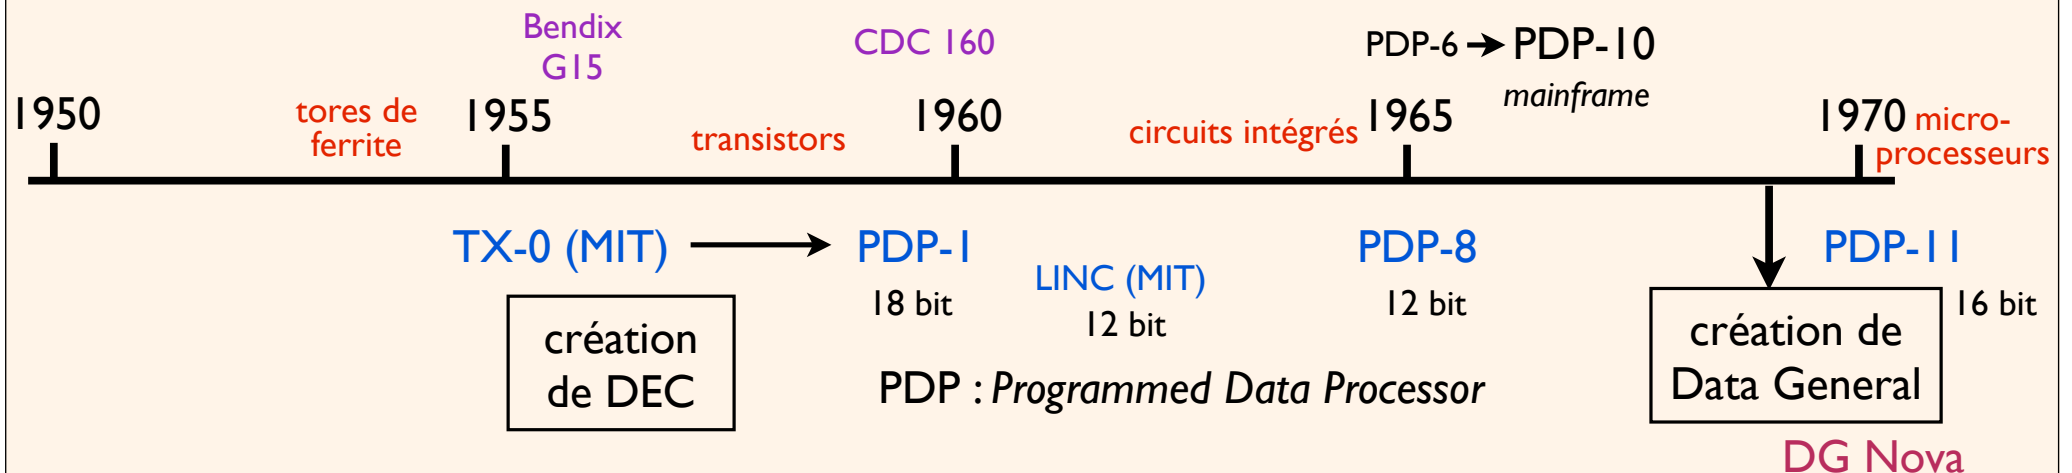 Bendix
G15
CDC 160
PDP-6 → PDP-10
mainframe
1950
tores de
ferrite
1955
transistors
1960
circuits intégrés
1965
1970
micro-
processeurs
TX-0 (MIT)
PDP-1
18 bit
LINC (MIT)
12 bit
PDP-8
12 bit
PDP-11
16 bit
création
de DEC
PDP : Programmed Data Processor
création de
Data General
DG Nova